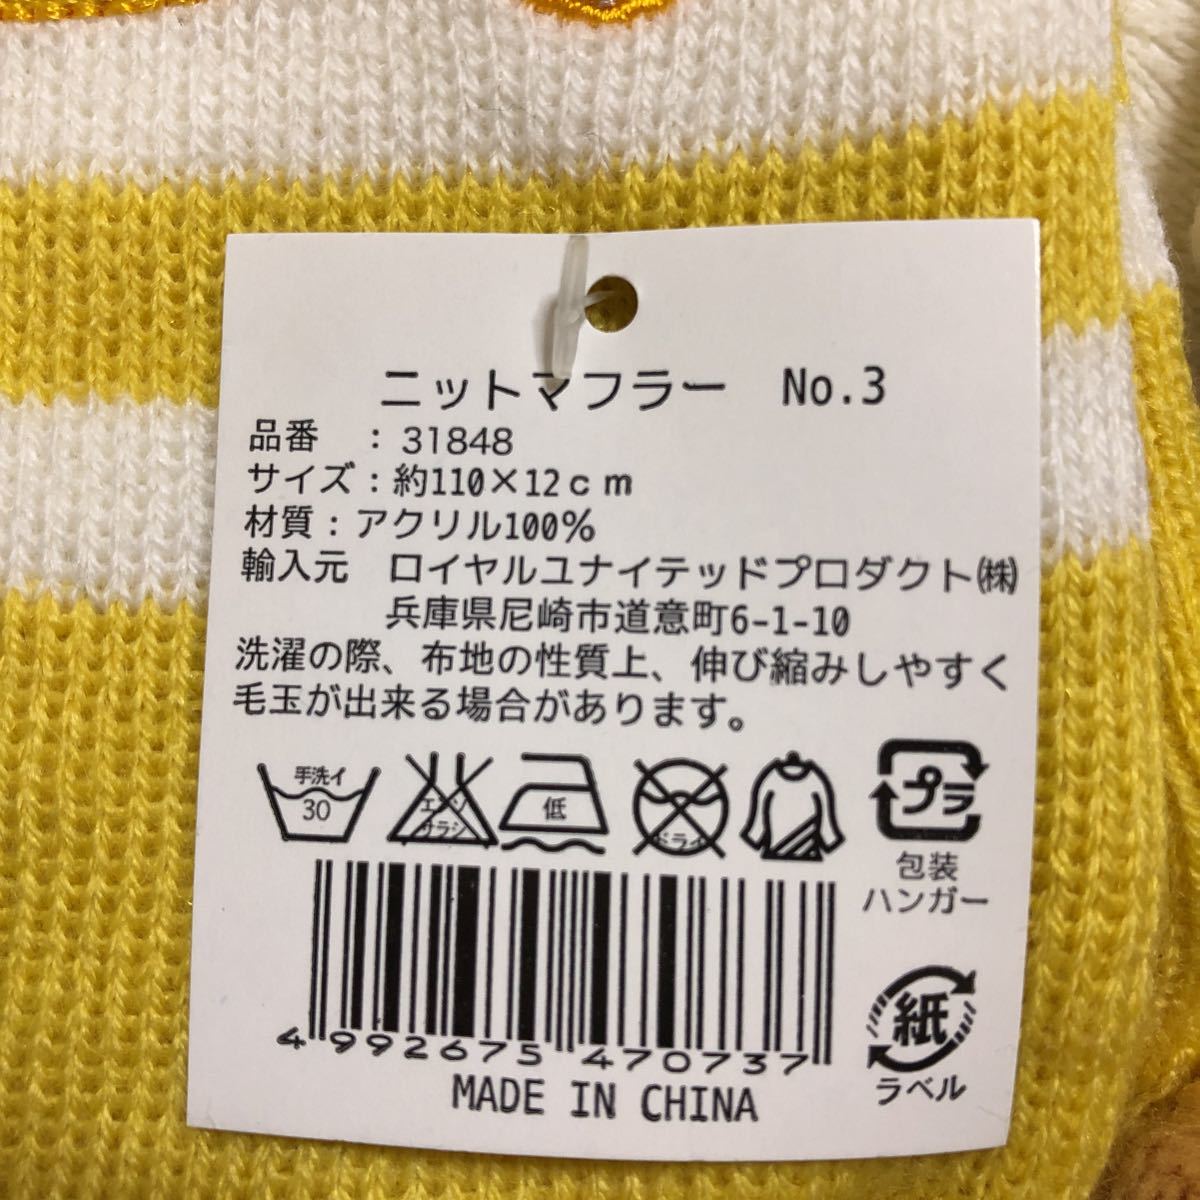 ニットマフラー　No.3
品番　：31848
サイズ：約110×12ｃｍ
材質：アクリル100%
輸入元　ロイヤルユナイテッドプロダクト㈱
兵庫県尼崎市道意町6-1-10
洗濯の際、布地の性質上、伸び縮みしやすく
毛玉が出来る場合があります。
手洗イ
30
エンソ
サラシ
低
ドライ
プラ
包装
ハンガー
4992675 470737
MADE IN CHINA
紙
ラベル